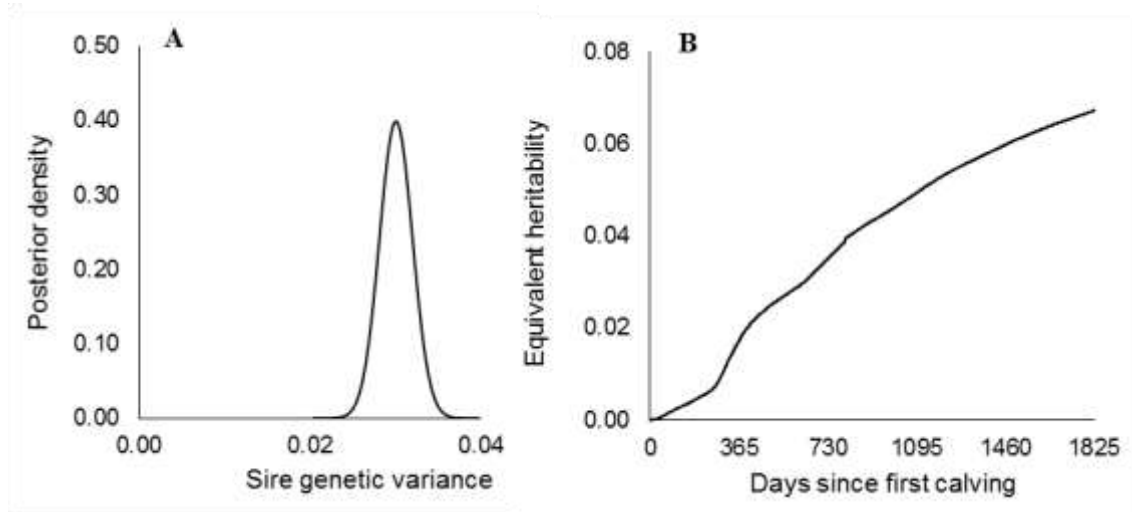 A
0.50
0.40
0.30
0.20
0.10
0.00
Posterior density
0.00 0.02 0.04
Sire genetic variance
B
0.08
0.06
0.04
0.02
0.00
Equivalent heritability
0 365 730 1095 1460 1825
Days since first calving